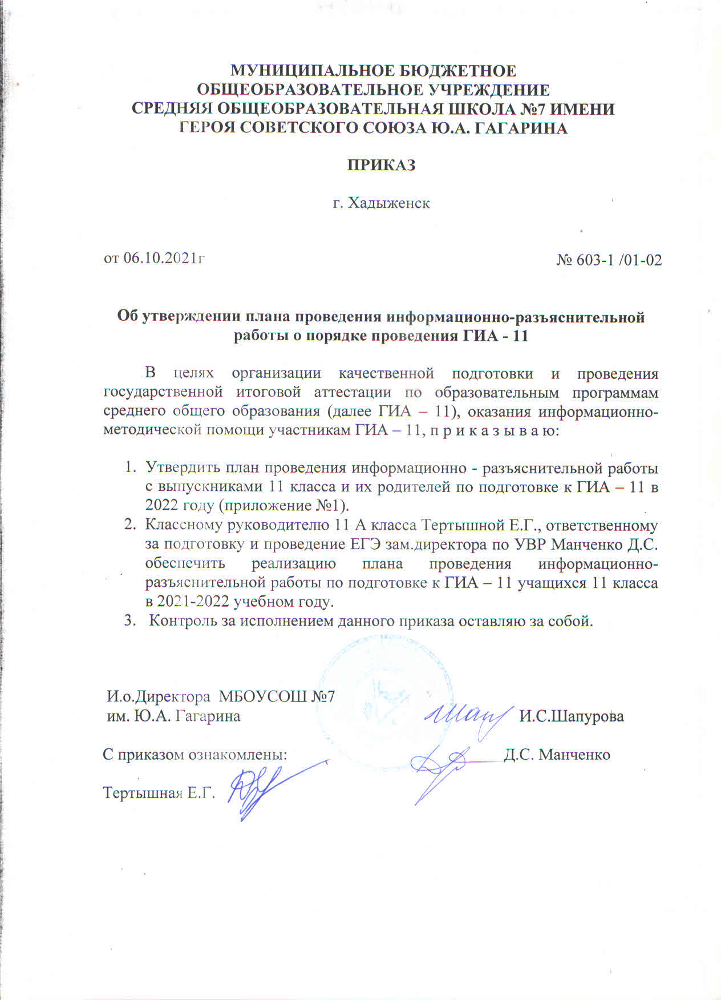 МУНИЦИПАЛЬНОЕ БЮДЖЕТНОЕ
ОБЩЕОБРАЗОВАТЕЛЬНОЕ УЧРЕЖДЕНИЕ
СРЕДНЯЯ ОБЩЕОБРАЗОВАТЕЛЬНАЯ ШКОЛА №7 ИМЕНИ
ГЕРОЯ СОВЕТСКОГО СОЮЗА Ю.А. ГАГАРИНА
ПРИКАЗ
г. Хадыженск
от 06.10.2021г № 603-1 /01-02
Об утверждении плана проведения информационно-разъяснительной
работы о порядке проведения ГИА - 11
В целях организации качественной подготовки и проведения
государственной итоговой аттестации по образовательным программам
среднего общего образования (далее ГИА – 11), оказания информационно-
методической помощи участникам ГИА – 11, п р и к а з ы в а ю:
1. Утвердить план проведения информационно - разъяснительной работы
с выпускниками 11 класса и их родителей по подготовке к ГИА – 11 в
2022 году (приложение №1).
2. Классному руководителю 11 А класса Тертышной Е.Г., ответственному
за подготовку и проведение ЕГЭ зам.директора по УВР Манченко Д.С.
обеспечить реализацию плана проведения информационно-
разъяснительной работы по подготовке к ГИА – 11 учащихся 11 класса
в 2021-2022 учебном году.
3. Контроль за исполнением данного приказа оставляю за собой.
И.о.Директора МБОУСОШ №7
им. Ю.А. Гагарина И.С.Шапурова
С приказом ознакомлены: Д.С. Манченко
Тертышная Е.Г.